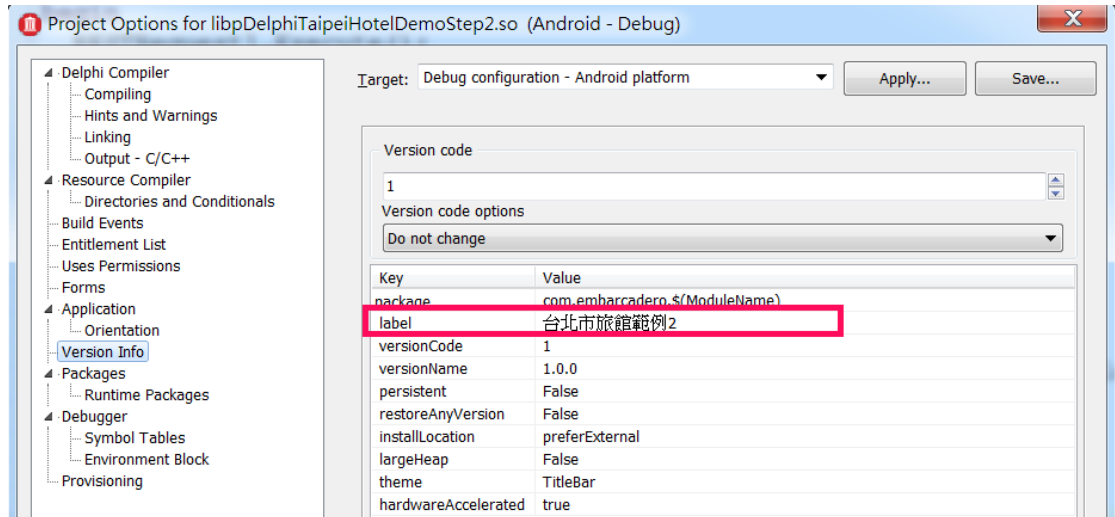 Project Options for libpDelphiTaipeiHotelDemoStep2.so (Android - Debug)
Delphi Compiler
Compiling
Hints and Warnings
Linking
Output - C/C++
Resource Compiler
Directories and Conditionals
Build Events
Entitlement List
Uses Permissions
Forms
Application
Orientation
Version Info
Packages
Runtime Packages
Debugger
Symbol Tables
Environment Block
Provisioning
Target: Debug configuration - Android platform Apply... Save...
Version code
1
Version code options
Do not change
Key Value
package com.embarcadero.$(ModuleName)
label 台北市旅館範例2
versionCode 1
versionName 1.0.0
persistent False
restoreAnyVersion False
installLocation preferExternal
largeHeap False
theme TitleBar
hardwareAccelerated true